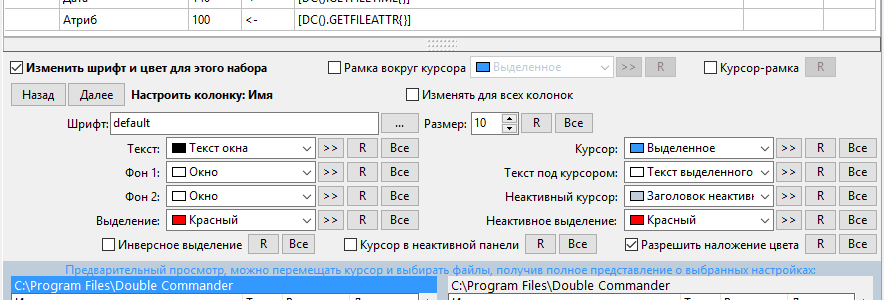 Атриб 100 <- [DC().GETFILEATTR{}]
Изменить шрифт и цвет для этого набора Рамка вокруг курсора Выделенное >> R Курсор-рамка R
Назад Далее Настроить колонку: Имя Изменять для всех колонок
Шрифт: default ... Размер: 10 R Все
Текст: Текст окна >> R Все Курсор: Выделенное >> R Все
Фон 1: Окно >> R Все Текст под курсором: Текст выделенного >> R Все
Фон 2: Окно >> R Все Неактивный курсор: Заголовок неактивн >> R Все
Выделение: Красный >> R Все Неактивное выделение: Красный >> R Все
Инверсное выделение R Все Курсор в неактивной панели R Все Разрешить наложение цвета R Все
Предварительный просмотр, можно перемещать курсор и выбирать файлы, получив полное представление о выбранных настройках:
C:\Program Files\Double Commander C:\Program Files\Double Commander